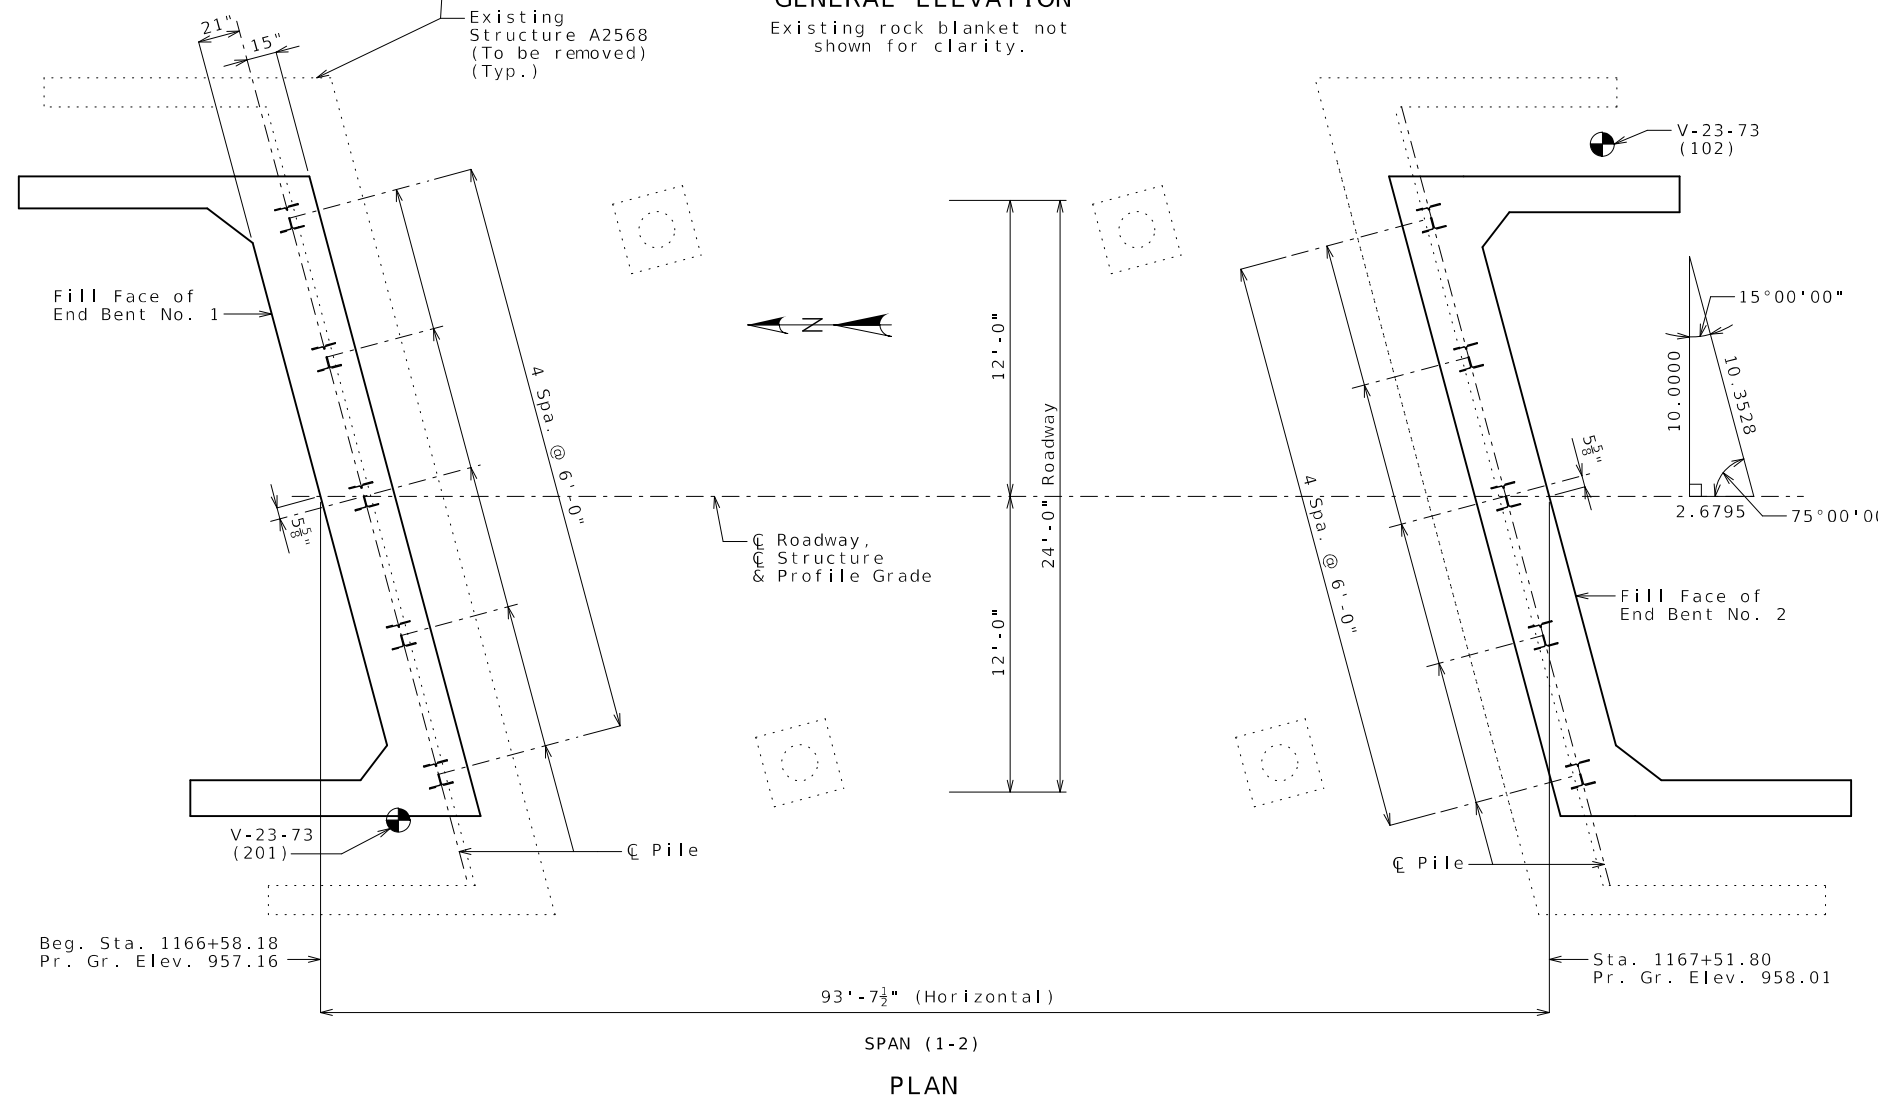 GENERAL ELEVATION
Existing rock blanket not
shown for clarity.
Existing
Structure A2568
(To be removed)
(Typ.)
21"
15"
V-23-73
(102)
Fill Face of
End Bent No. 1
N
15°00'00"
10.0000
10.3528
2.6795
4 Spa. @ 6'-0"
12'-0"
24'-0" Roadway
12'-0"
4 Spa. @ 6'-0"
5⅝"
5⅝"
℄ Roadway,
℄ Structure
& Profile Grade
Fill Face of
End Bent No. 2
V-23-73
(201)
℄ Pile
℄ Pile
Beg. Sta. 1166+58.18
Pr. Gr. Elev. 957.16
Sta. 1167+51.80
Pr. Gr. Elev. 958.01
93'-7½" (Horizontal)
SPAN (1-2)
PLAN